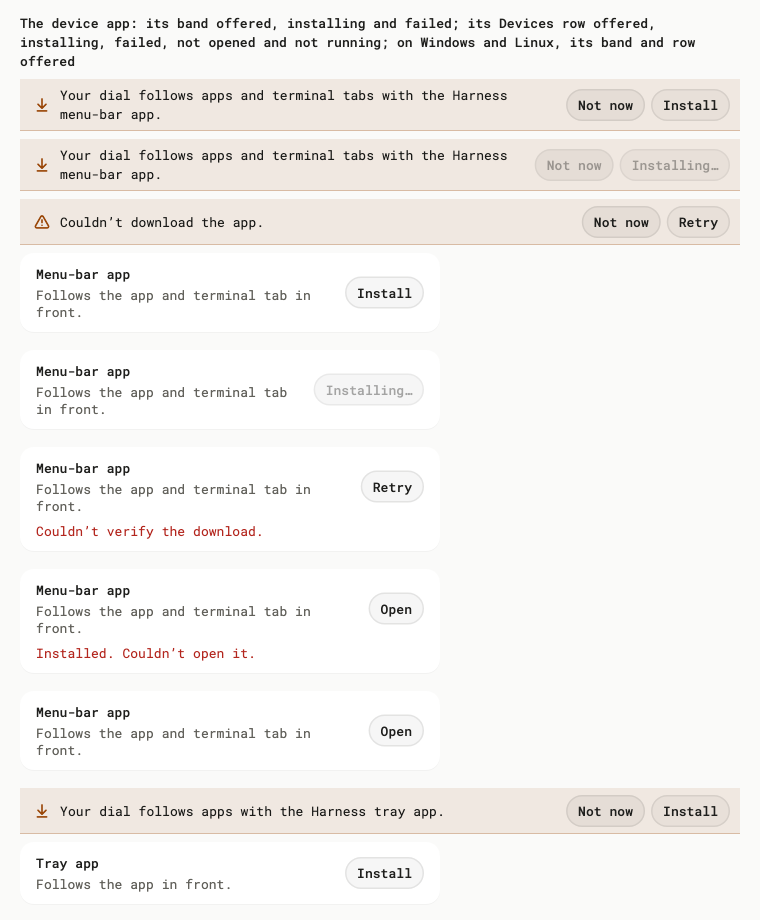 The device app: its band offered, installing and failed; its Devices row offered,
installing, failed, not opened and not running; on Windows and Linux, its band and row
offered
Your dial follows apps and terminal tabs with the Harness
menu-bar app.
Not now
Install
Your dial follows apps and terminal tabs with the Harness
menu-bar app.
Not now
Installing…
Couldn’t download the app.
Not now
Retry
Menu-bar app
Follows the app and terminal tab in
front.
Install
Menu-bar app
Follows the app and terminal tab
in front.
Installing…
Menu-bar app
Follows the app and terminal tab in
front.
Retry
Couldn’t verify the download.
Menu-bar app
Follows the app and terminal tab in
front.
Open
Installed. Couldn’t open it.
Menu-bar app
Follows the app and terminal tab in
front.
Open
Your dial follows apps with the Harness tray app.
Not now
Install
Tray app
Follows the app in front.
Install